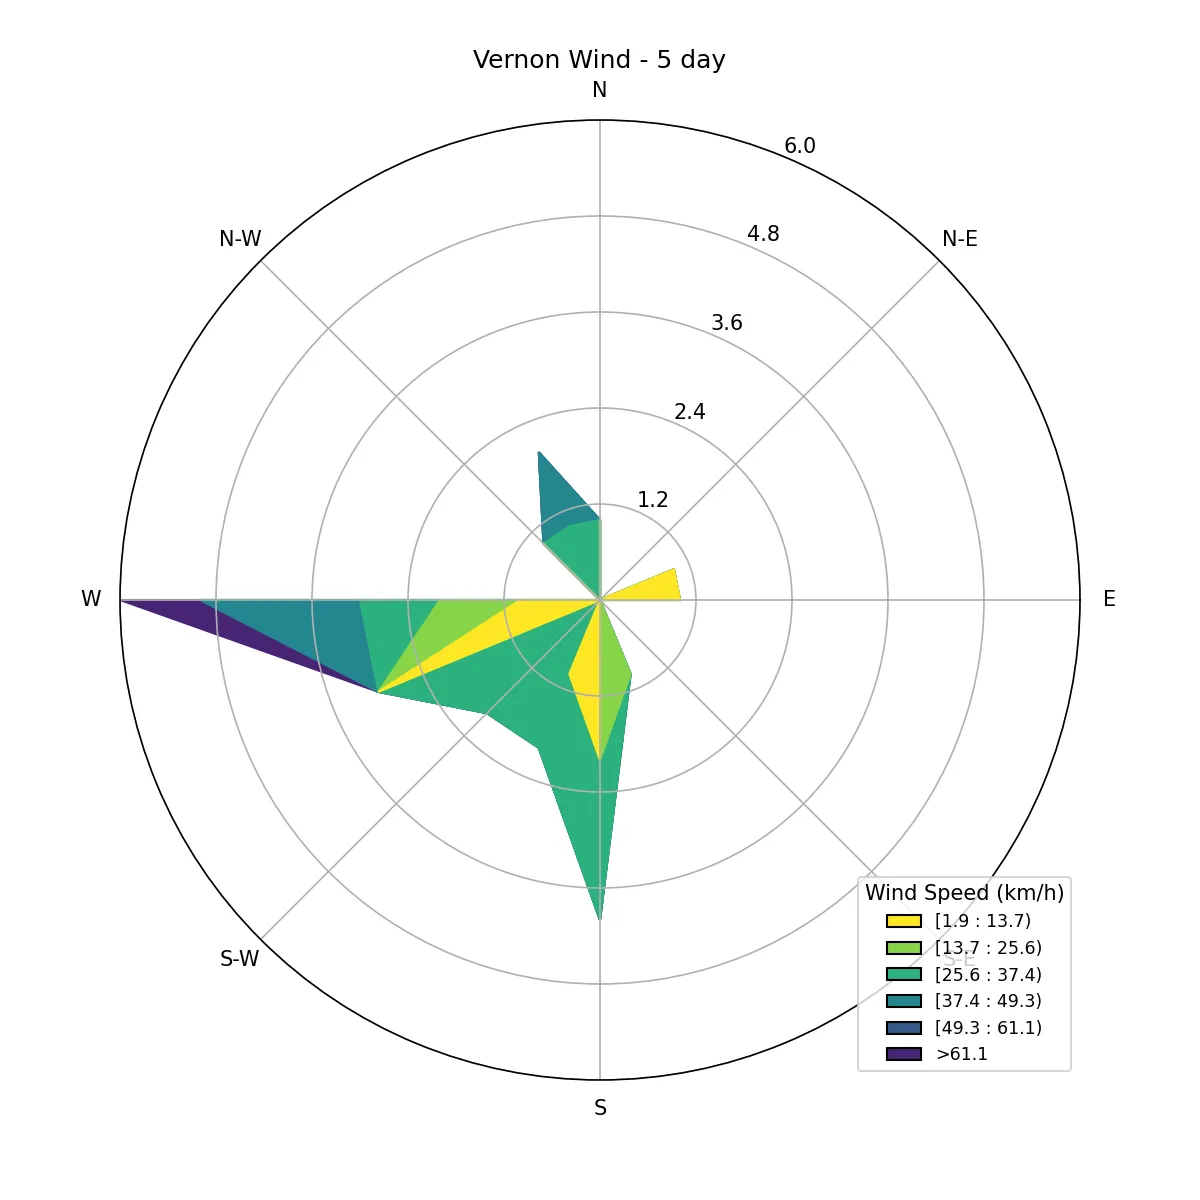 Vernon Wind - 5 day
N
6.0
N-W
4.8
N-E
3.6
2.4
1.2
W
E
S-W
S-E
S
Wind Speed (km/h)
[1.9 : 13.7)
[13.7 : 25.6)
[25.6 : 37.4)
[37.4 : 49.3)
[49.3 : 61.1)
>61.1